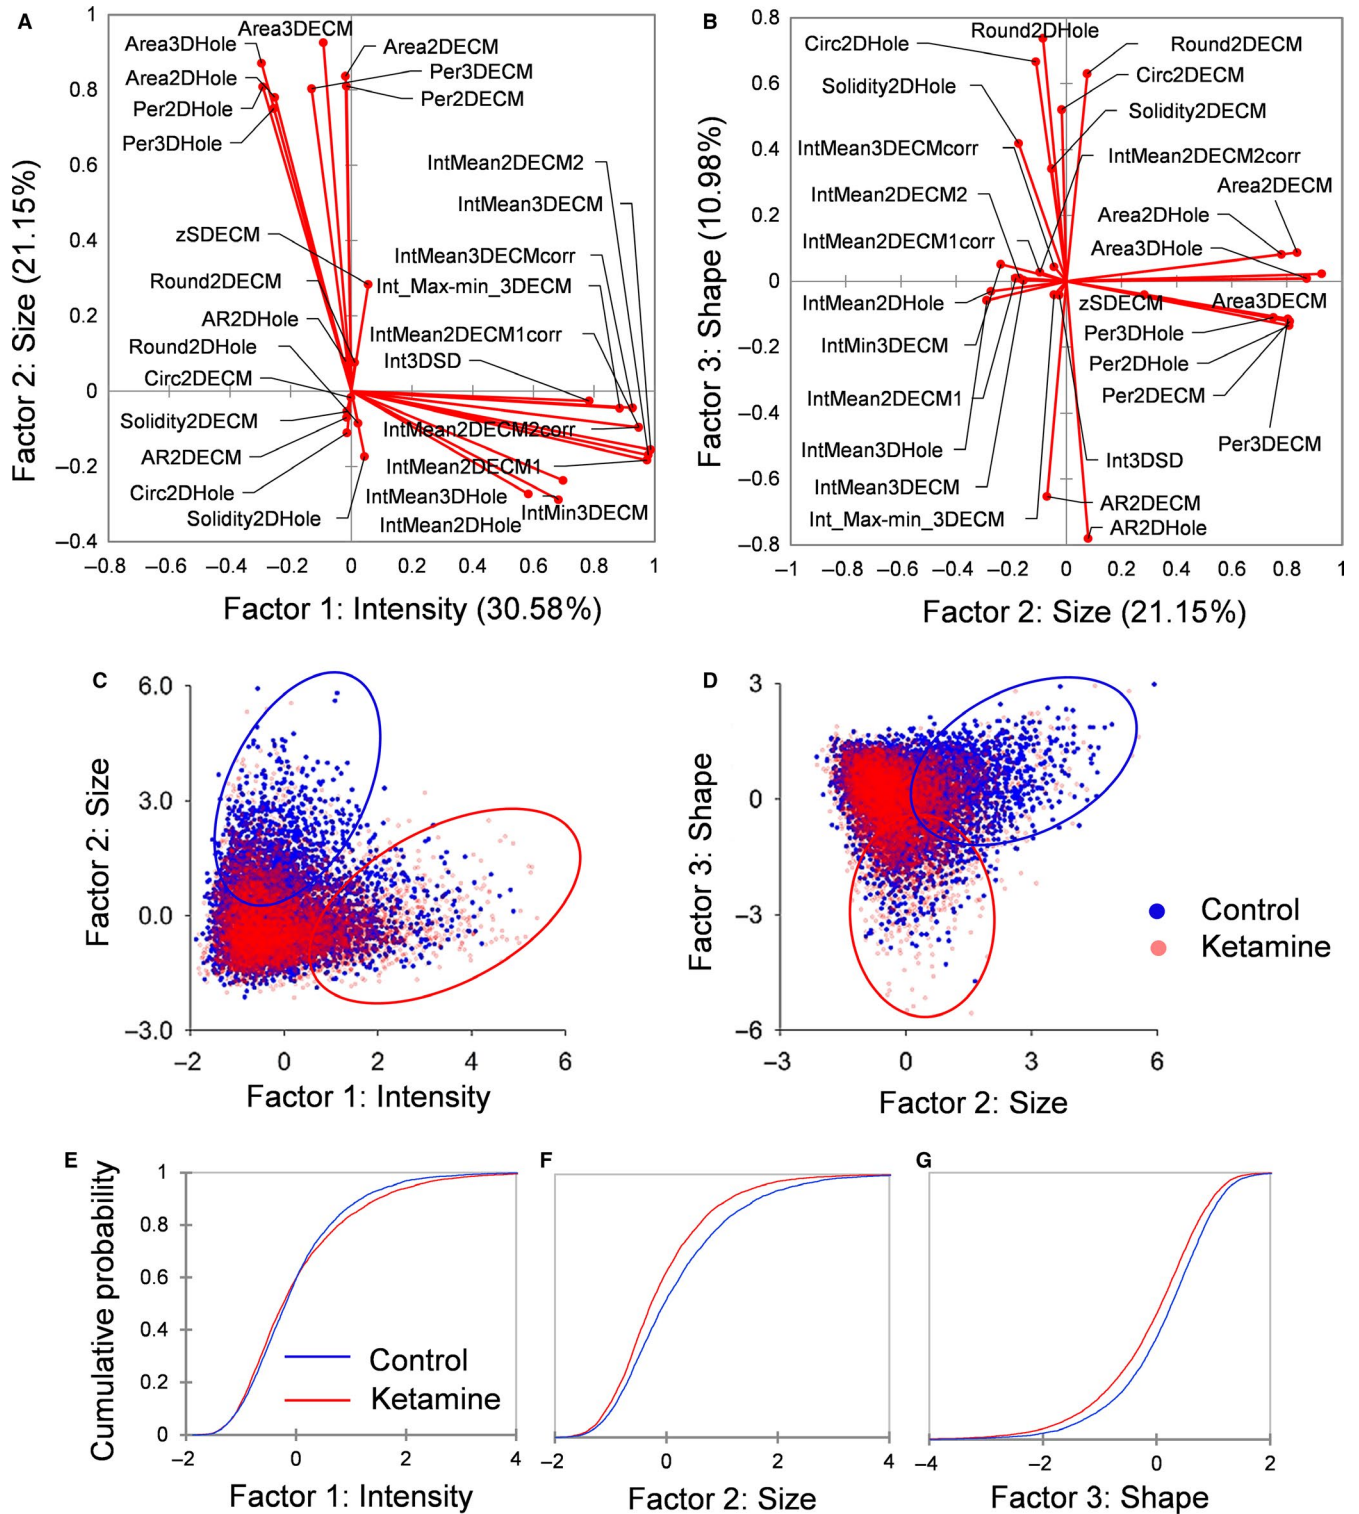 A
Area3DECM
Area3DHole
Area2DECM
Per3DECM
Area2DHole
Per2DECM
Per2DHole
Per3DHole
IntMean2DECM2
IntMean3DECM
zSDECM
IntMean3DECMcorr
Round2DECM
Int_Max-min_3DECM
AR2DHole
IntMean2DECM1corr
Round2DHole
Int3DSD
Circ2DECM
Solidity2DECM
IntMean2DECM2corr
AR2DECM
IntMean2DECM1
Circ2DHole
IntMean3DHole
Solidity2DHole
IntMin3DECM
IntMean2DHole
1
0.8
0.6
0.4
0.2
0
−0.2
−0.4
−0.8 −0.6 −0.4 −0.2 0 0.2 0.4 0.6 0.8 1
Factor 2: Size (21.15%)
Factor 1: Intensity (30.58%)
B
Round2DHole
Circ2DHole
Round2DECM
Circ2DECM
Solidity2DHole
Solidity2DECM
IntMean3DECMcorr
IntMean2DECM2corr
Area2DECM
IntMean2DECM2
Area2DHole
IntMean2DECM1corr
Area3DHole
IntMean2DHole
zSDECM
Area3DECM
Per3DHole
IntMin3DECM
Per2DHole
IntMean2DECM1
Per2DECM
Per3DECM
IntMean3DHole
Int3DSD
IntMean3DECM
AR2DECM
Int_Max-min_3DECM
AR2DHole
0.8
0.6
0.4
0.2
0
−0.2
−0.4
−0.6
−0.8
−1 −0.8 −0.6 −0.4 −0.2 0 0.2 0.4 0.6 0.8 1
Factor 3: Shape (10.98%)
Factor 2: Size (21.15%)
C
6.0
3.0
0.0
−3.0
−2 0 2 4 6
Factor 2: Size
Factor 1: Intensity
D
3
0
−3
−6
−3 0 3 6
Factor 3: Shape
Factor 2: Size
Control
Ketamine
E
1
0.8
0.6
0.4
0.2
0
−2 0 2 4
Cumulative probability
Control
Ketamine
Factor 1: Intensity
F
−2 0 2 4
Factor 2: Size
G
−4 −2 0 2
Factor 3: Shape